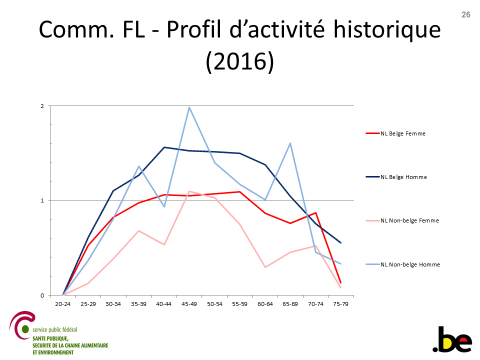 26
Comm. FL - Profil d'activité historique
(2016)
2
1
0
20-24 25-29 30-34 35-39 40-44 45-49 50-54 55-59 60-64 65-69 70-74 75-79
NL Belge Femme
NL Belge Homme
NL Non-belge Femme
NL Non-belge Homme
service public fédéral
SANTE PUBLIQUE,
SECURITE DE LA CHAINE ALIMENTAIRE
ET ENVIRONNEMENT
.be